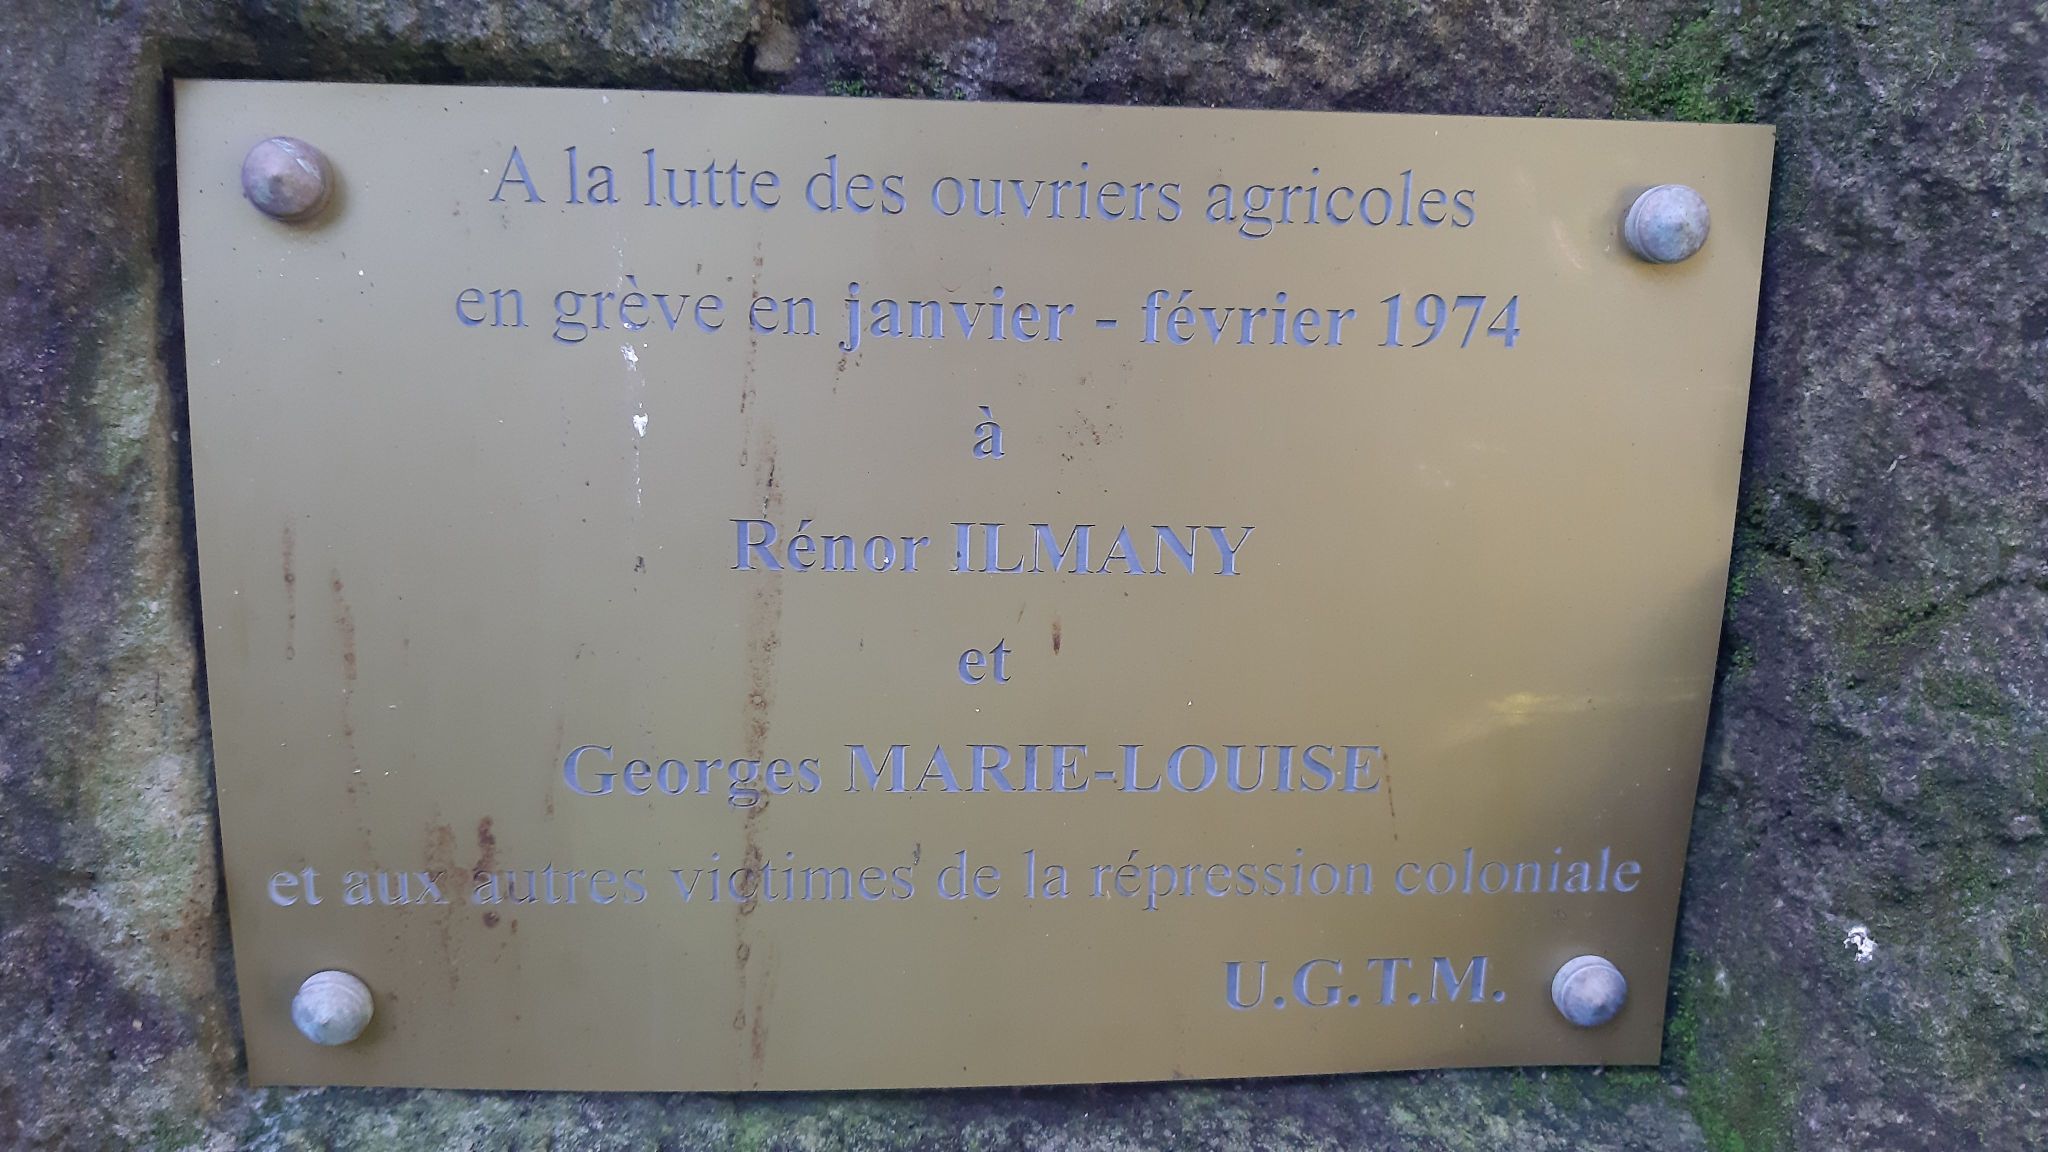 A la lutte des ouvriers agricoles
en grève en janvier - février 1974
à
Rénor ILMANY
et
Georges MARIE-LOUISE
et aux autres victimes de la répression coloniale
U.G.T.M.